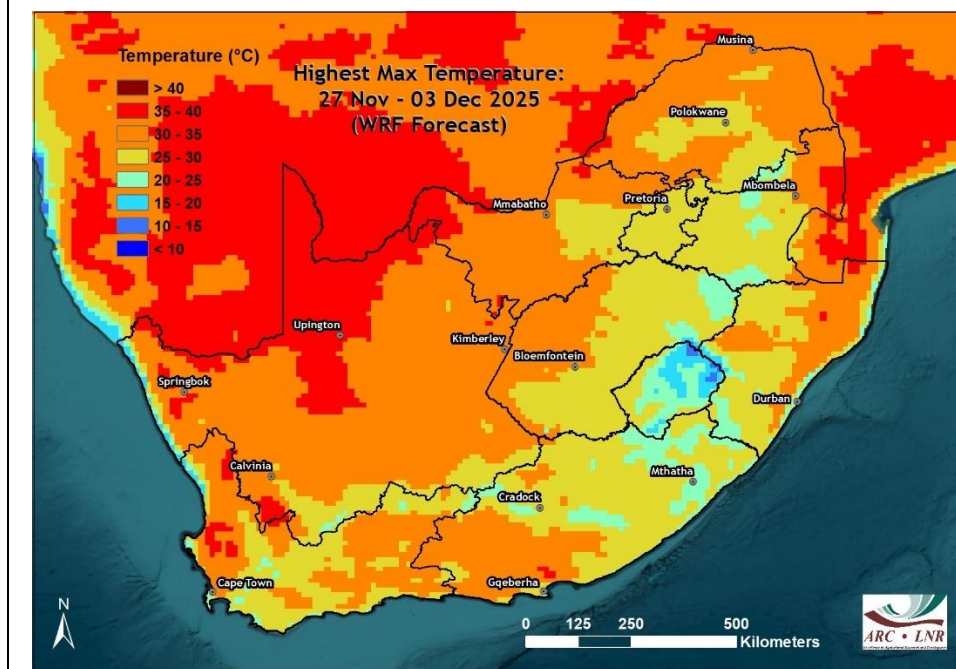 Temperature (°C)
> 40
35 - 40
30 - 35
25 - 30
20 - 25
15 - 20
10 - 15
< 10
Highest Max Temperature:
27 Nov - 03 Dec 2025
(WRF Forecast)
Musina
Polokwane
Mbombela
Pretoria
Mmabatho
Upington
Kimberley
Bloemfontein
Springbok
Durban
Calvinia
Mthatha
Cradock
Cape Town
Gqeberha
N
0 125 250 500
Kilometers
ARC • LNR